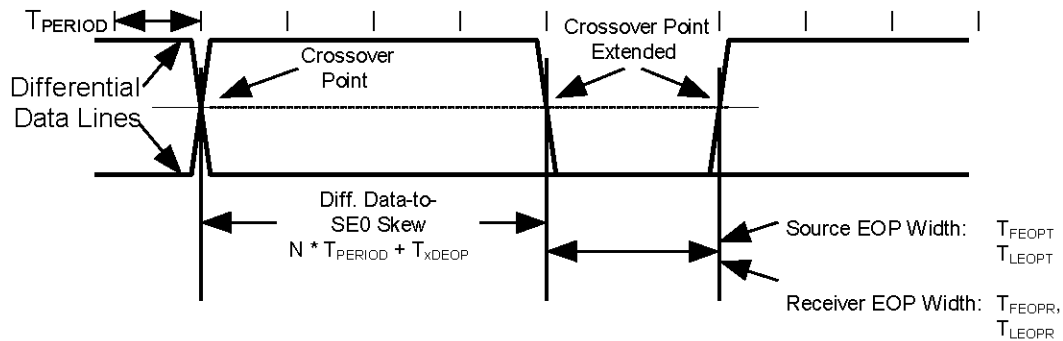 TPERIOD
Crossover
Point
Crossover Point
Extended
Differential
Data Lines
Diff. Data-to-
SE0 Skew
N * TPERIOD + TxDEOP
Source EOP Width: TFEOPT
TLEOPT
Receiver EOP Width: TFEOPR,
TLEOPR